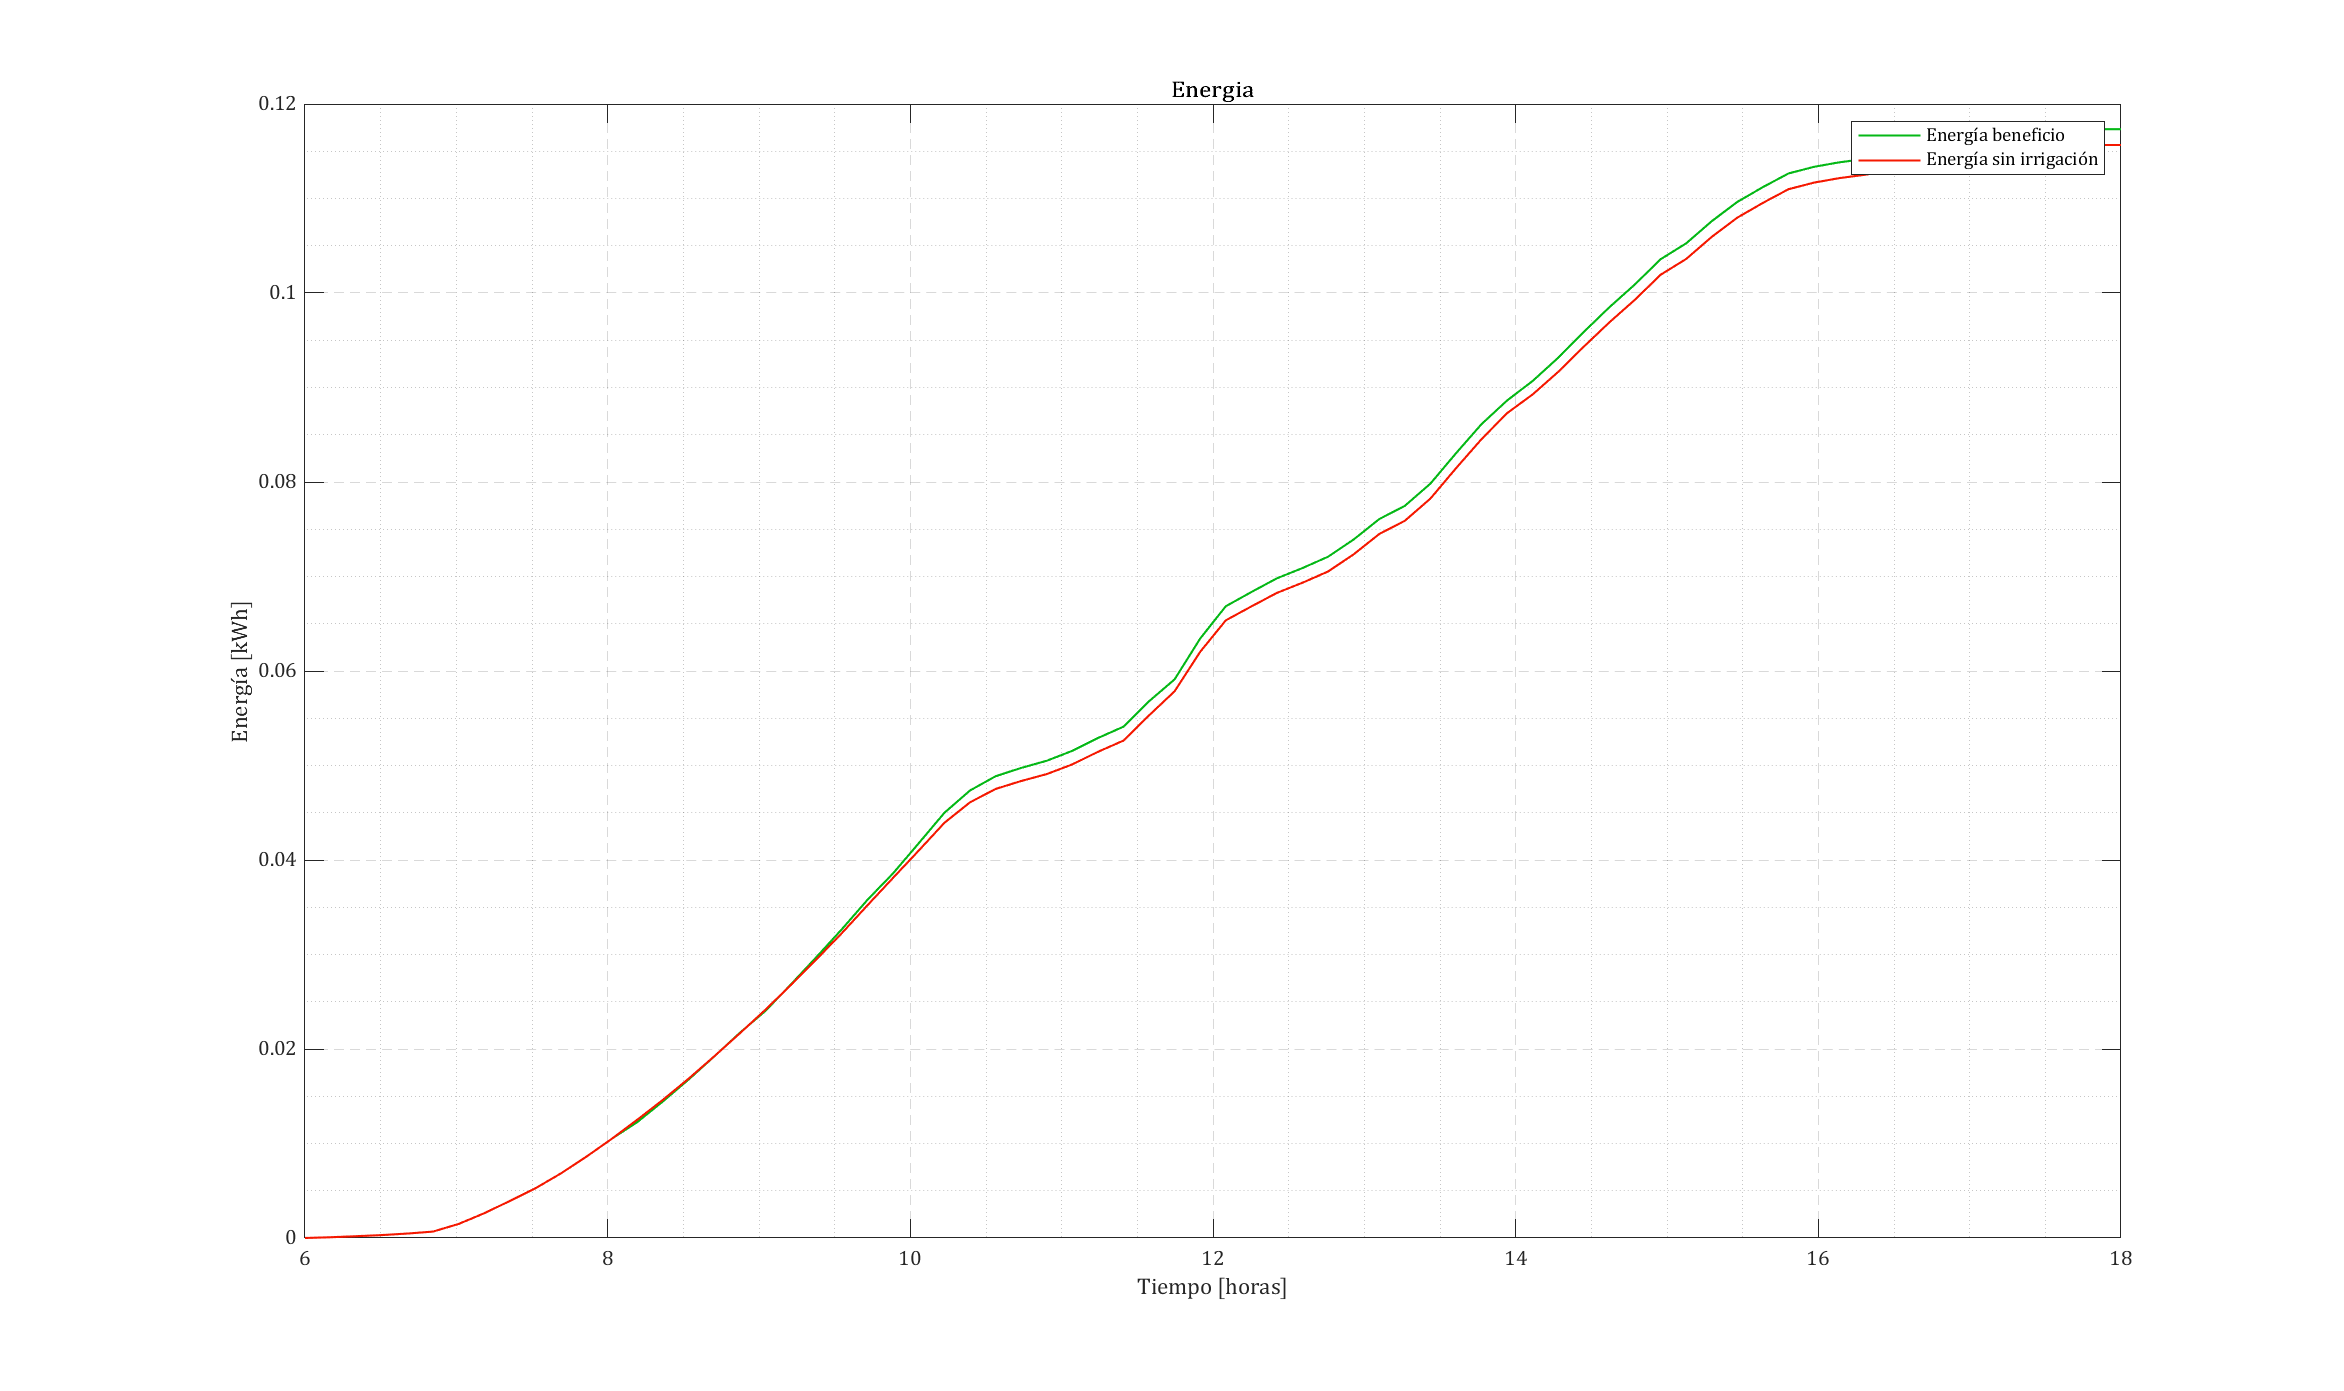 Energia
0.12
0.1
0.08
0.06
0.04
0.02
0
Energía [kWh]
Energía beneficio
Energía sin irrigación
6 8 10 12 14 16 18
Tiempo [horas]